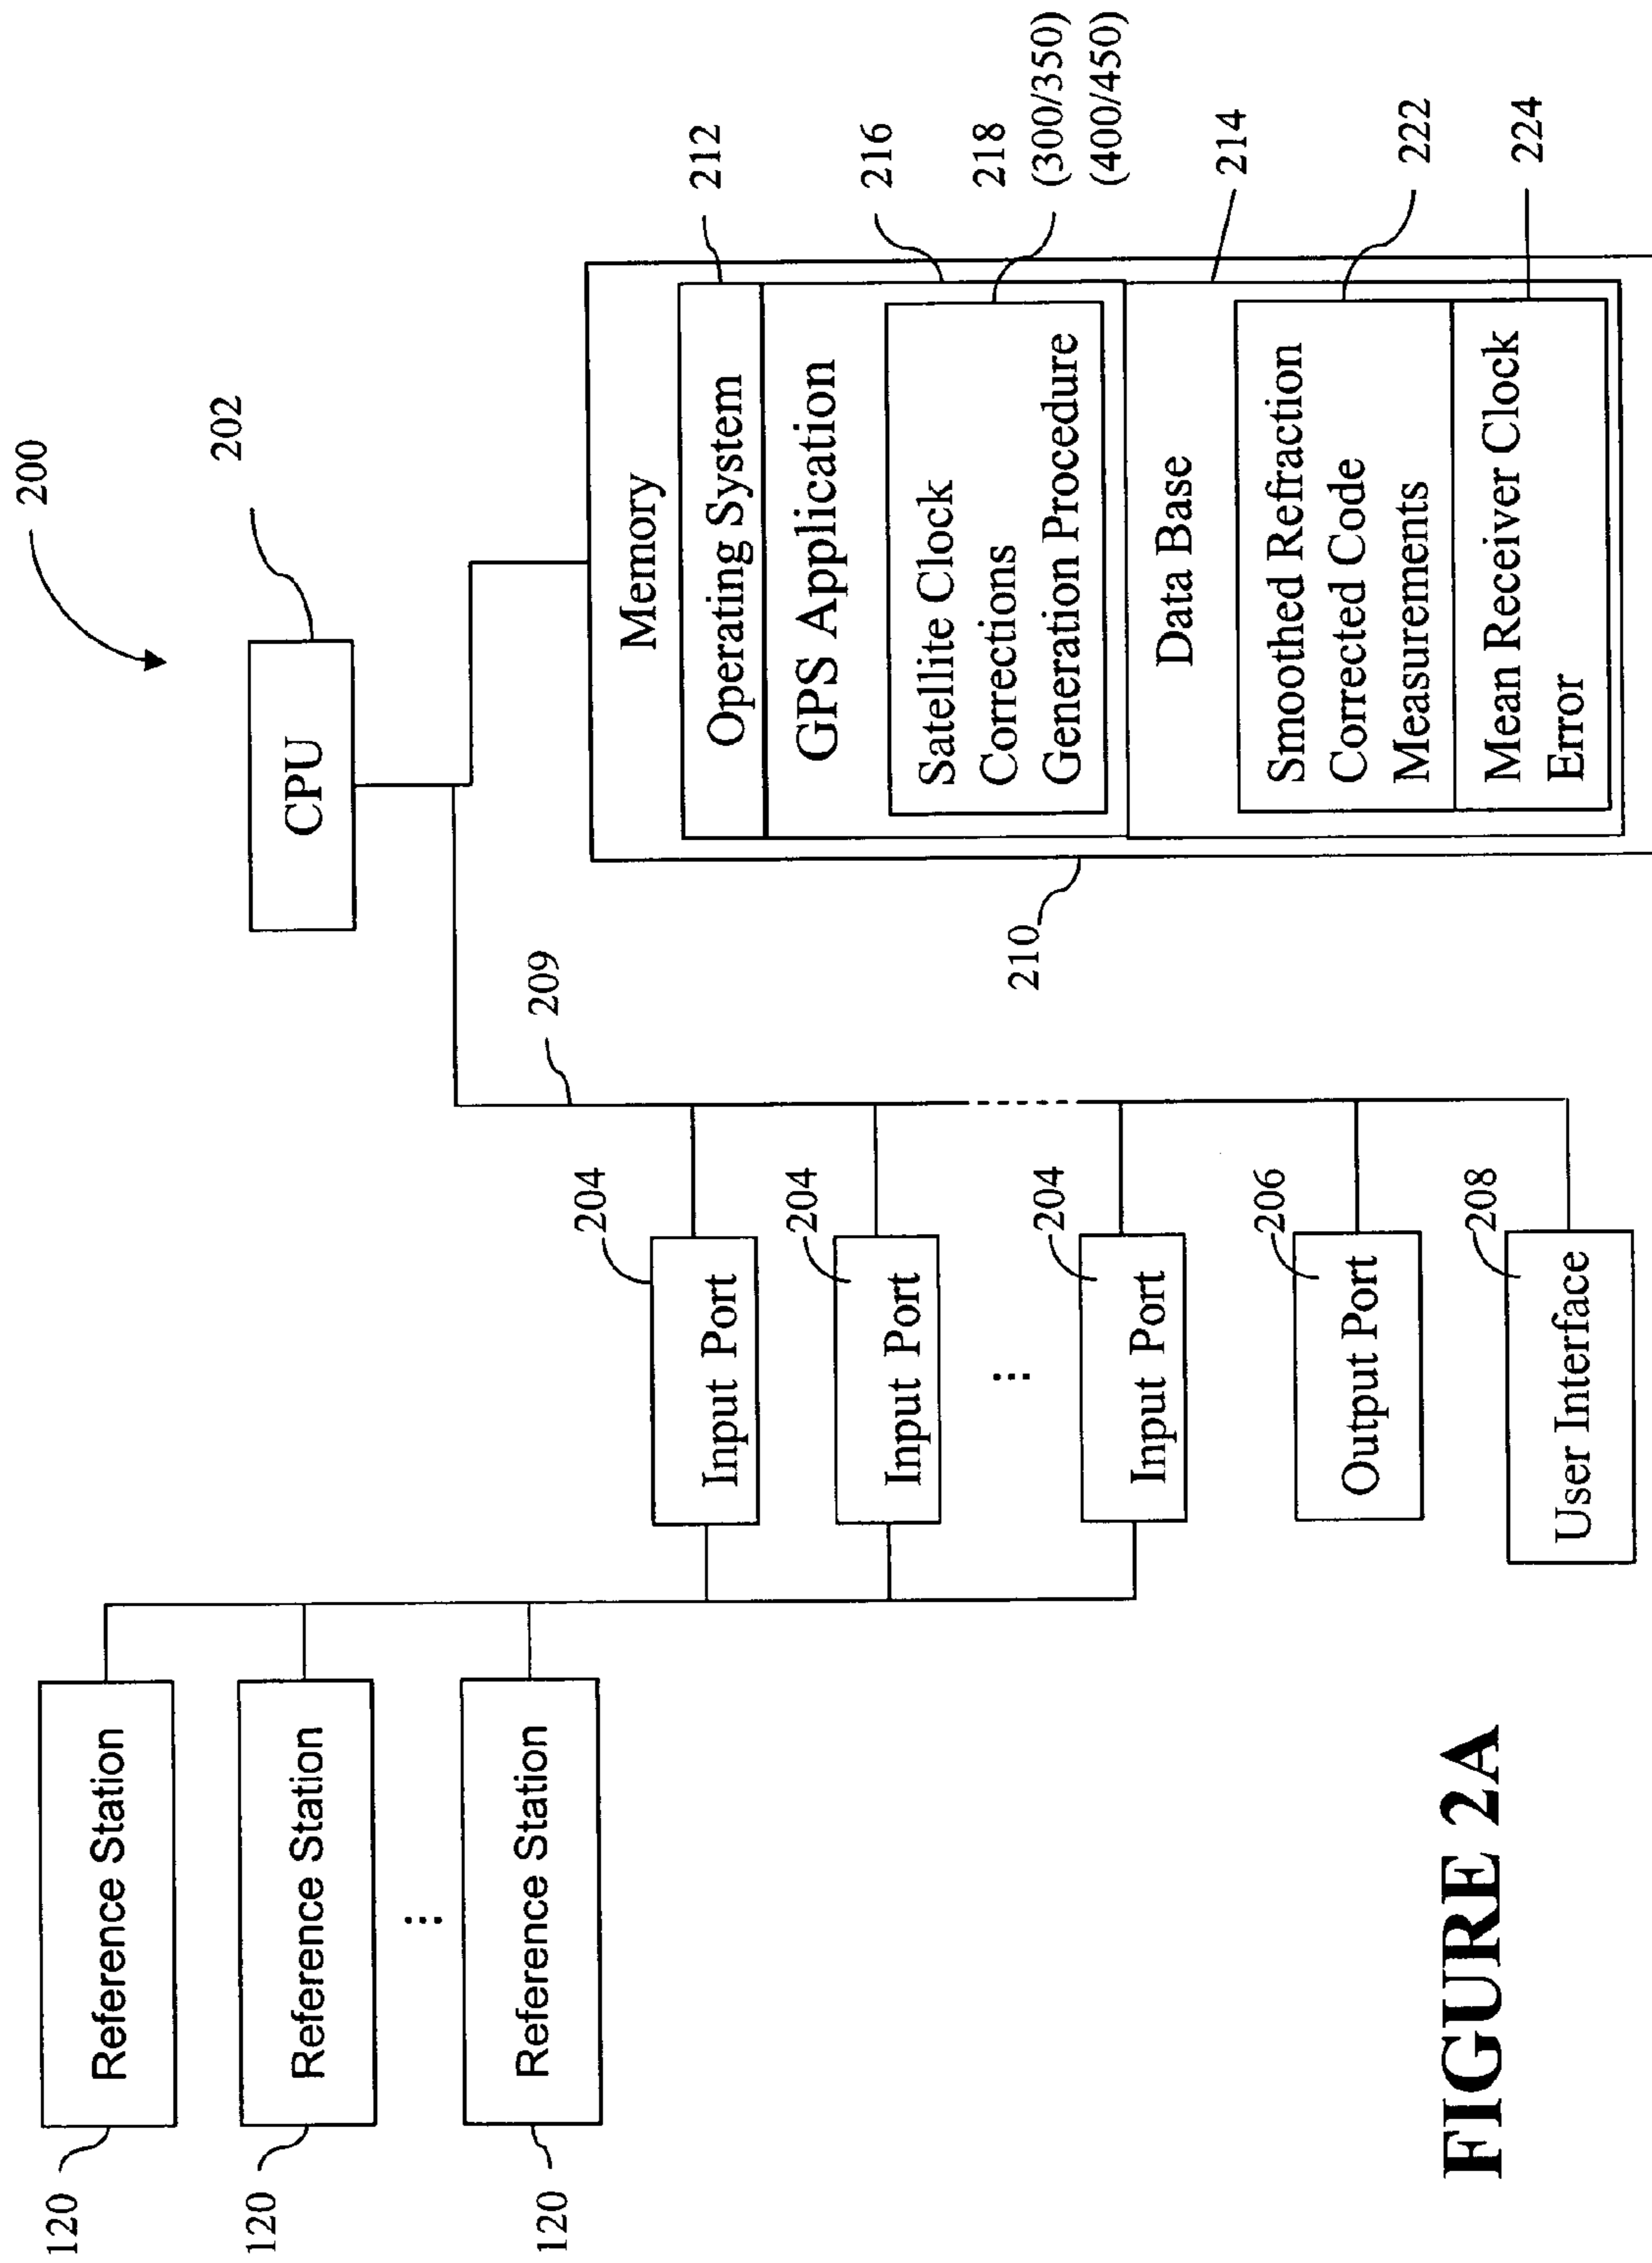 200
CPU
202
Memory
Operating System
212
GPS Application
216
Satellite Clock
Corrections
Generation Procedure
218
(300/350)
(400/450)
Data Base
214
Smoothed Refraction
Corrected Code
Measurements
222
Mean Receiver Clock
Error
224
210
209
Input Port
204
Input Port
204
...
Input Port
204
Output Port
206
User Interface
208
Reference Station
120
Reference Station
120
...
Reference Station
120
FIGURE 2A